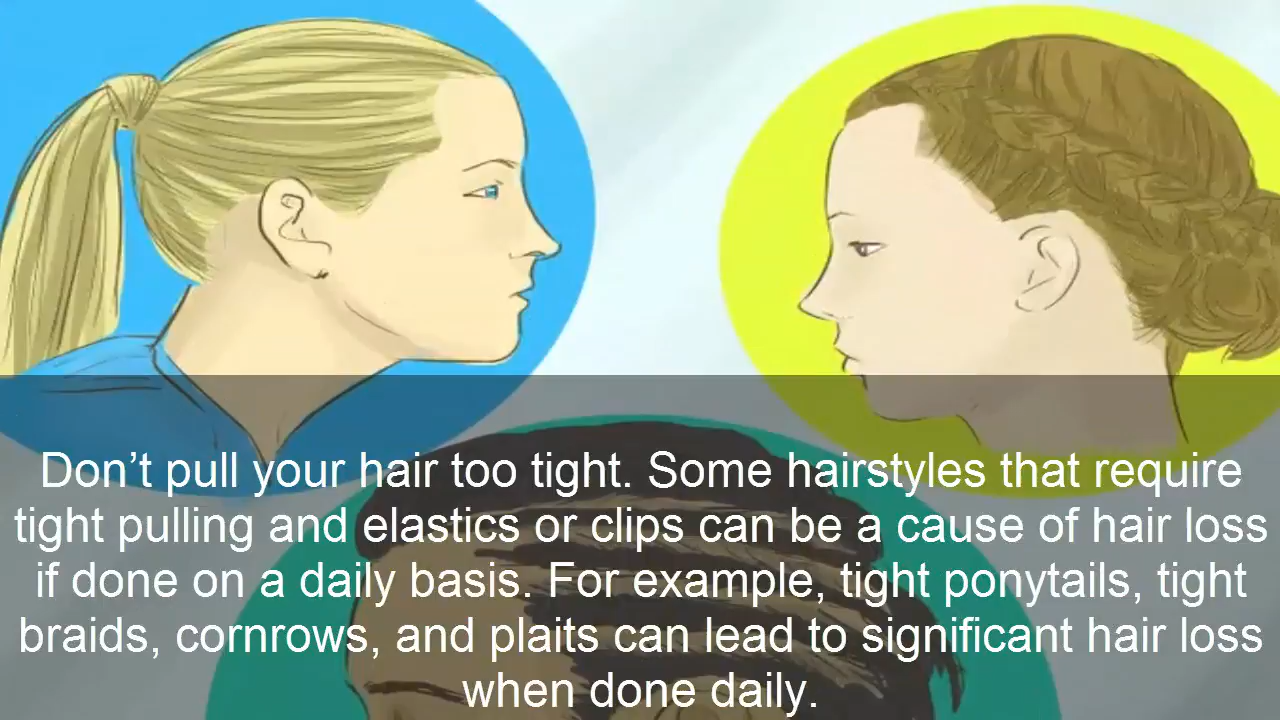 Don’t pull your hair too tight. Some hairstyles that require
tight pulling and elastics or clips can be a cause of hair loss
if done on a daily basis. For example, tight ponytails, tight
braids, cornrows, and plaits can lead to significant hair loss
when done daily.